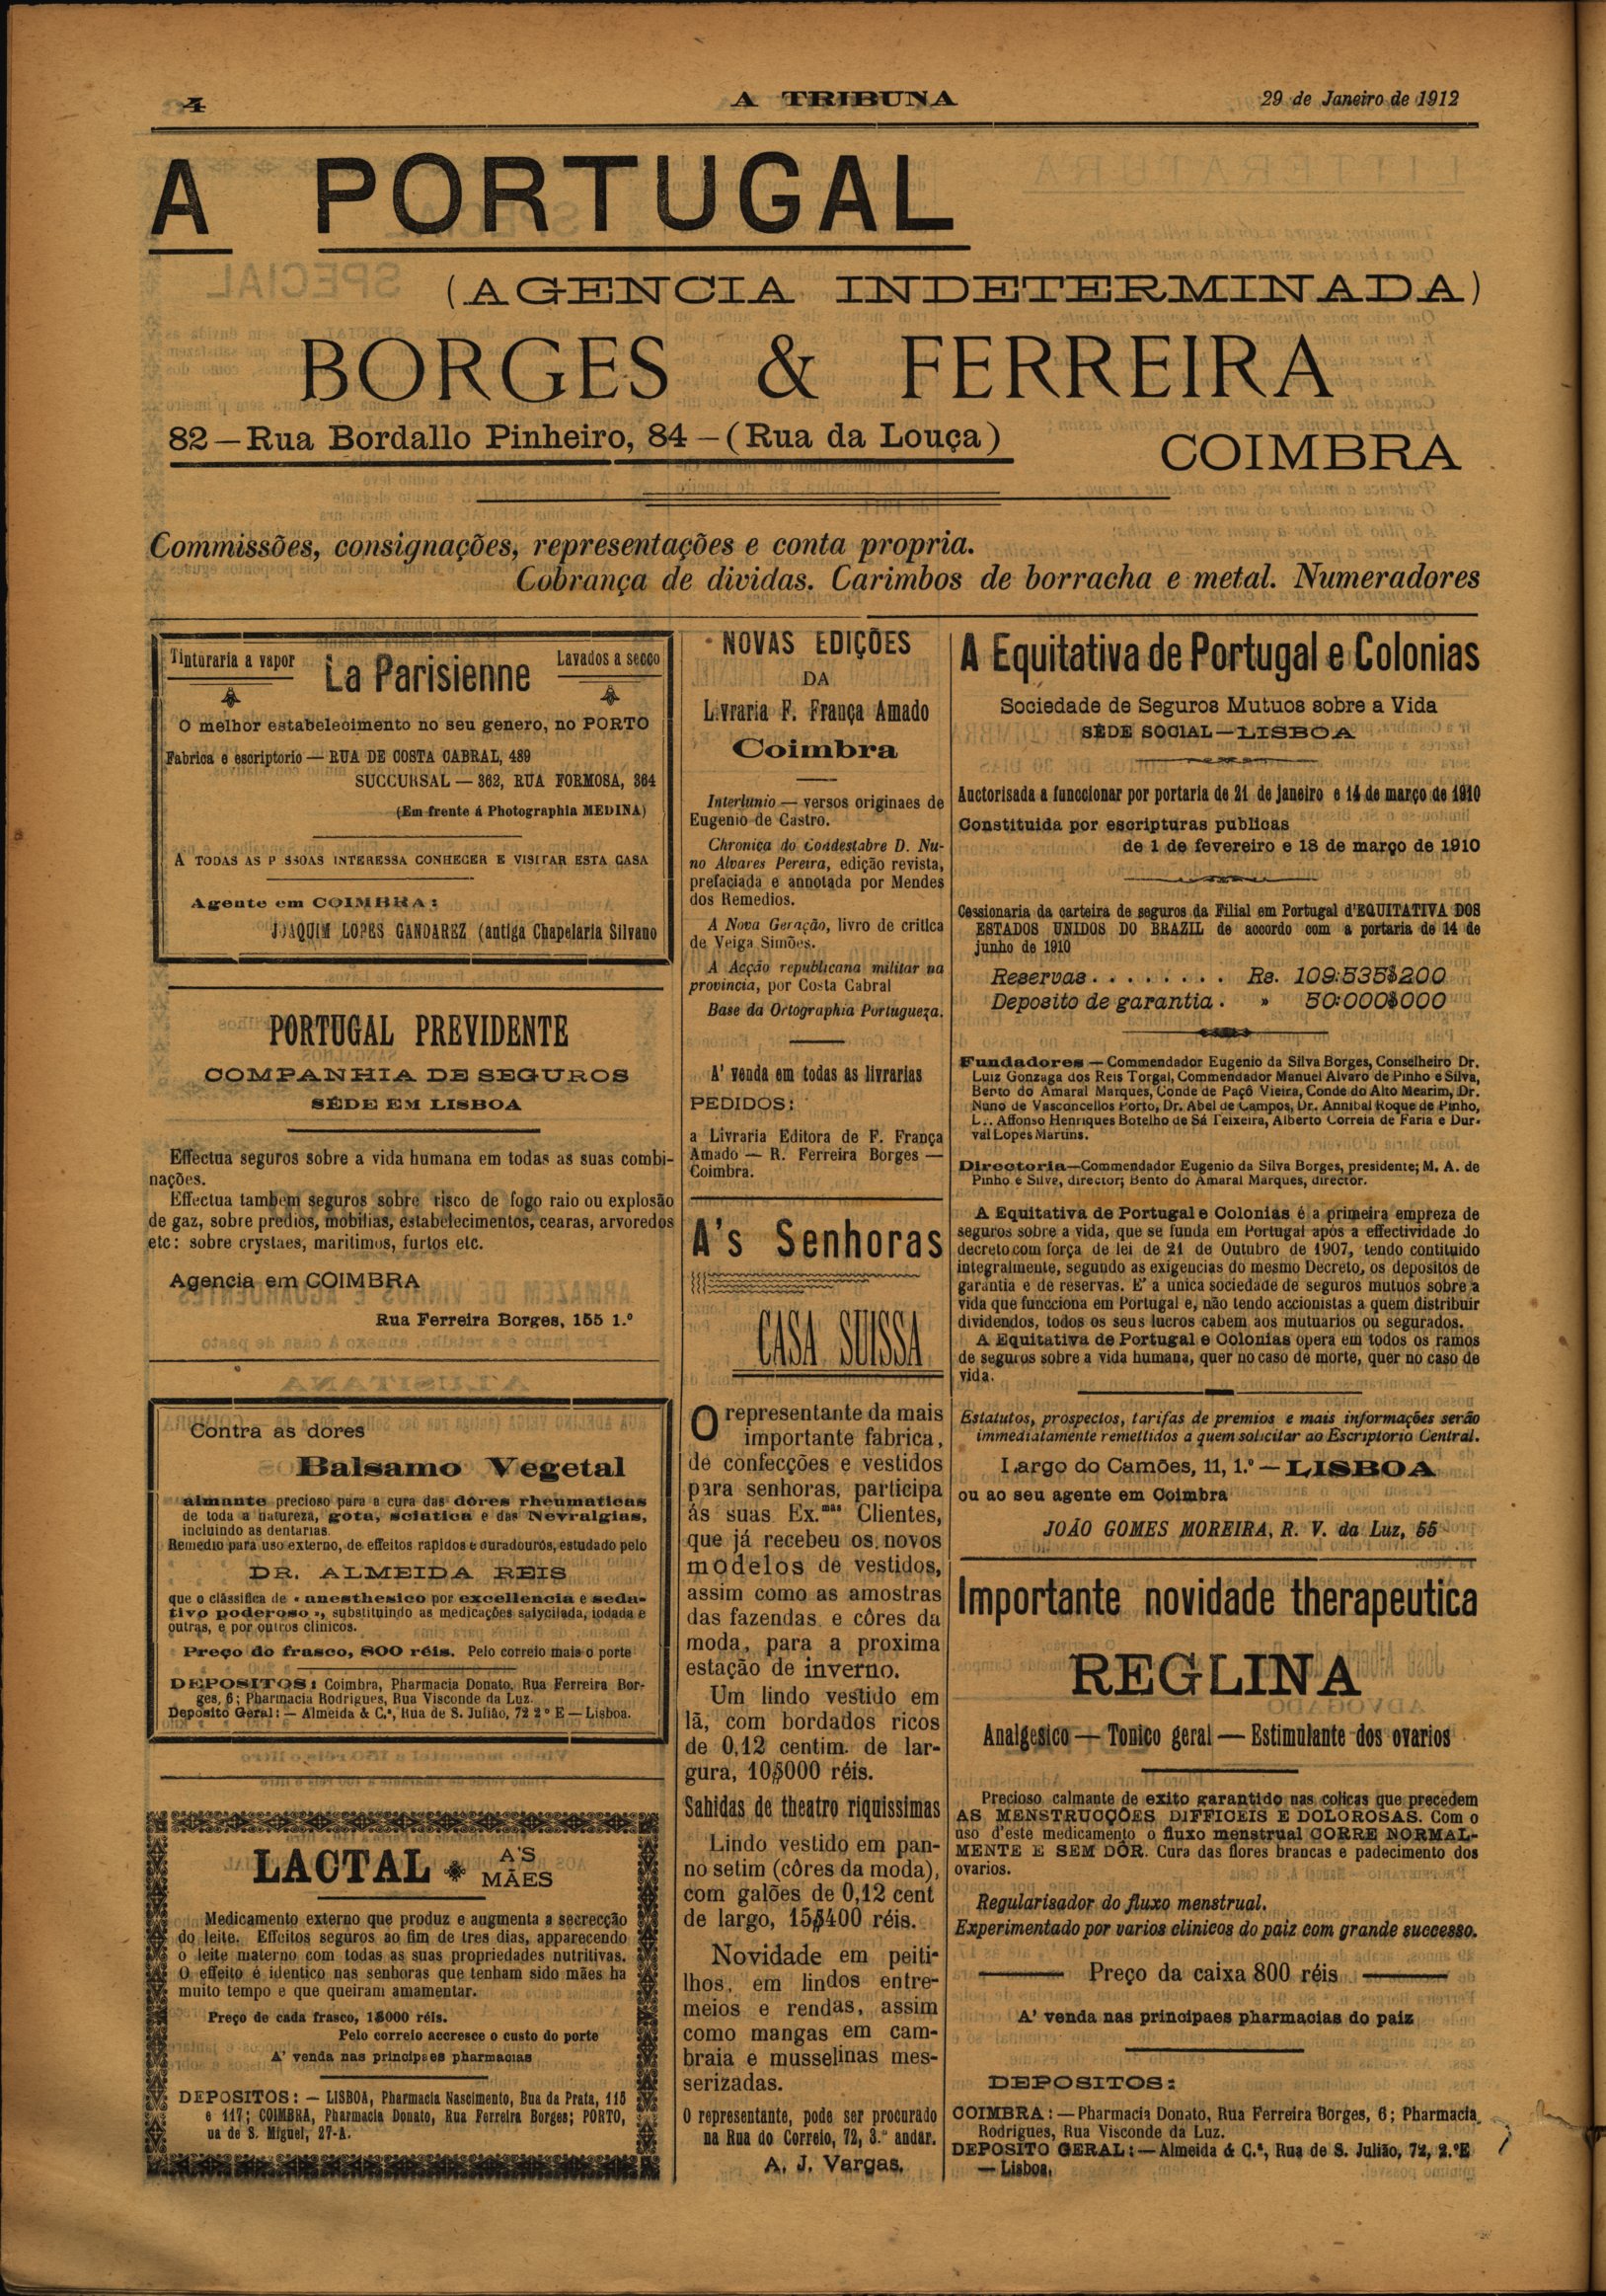 4
A TRIBUNA
29 de Janeiro de 1912
A PORTUGAL
(AGENCIA INDETERMINADA)
BORGES & FERREIRA
82—Rua Bordallo Pinheiro, 84—(Rua da Louça)
COIMBRA
Commissões, consignações, representações e conta propria.
Cobrança de dividas. Carimbos de borracha e metal. Numeradores
Tinturaria a vapor
La Parisienne
Lavados a secco
O melhor estabelecimento no seu genero, no PORTO
Fabrica e escriptorio — RUA DE COSTA CABRAL, 489
SUCCURSAL — 362, RUA FORMOSA, 364
(Em frente á Photographia MEDINA)
A TODAS AS P SSOAS INTERESSA CONHECER E VISITAR ESTA CASA
Agente em COIMBRA:
JOAQUIM LOPES GANDAREZ (antiga Chapelaria Silvano
PORTUGAL PREVIDENTE
COMPANHIA DE SEGUROS
SÉDE EM LISBOA
Effectua seguros sobre a vida humana em todas as suas combi-
nações.
Effectua tambem seguros sobre risco de fogo raio ou explosão
de gaz, sobre predios, mobilias, estabelecimentos, cearas, arvoredos
etc: sobre crystaes, maritimos, furtos etc.
Agencia em COIMBRA
Rua Ferreira Borges, 155 1.º
Contra as dores
Balsamo Vegetal
almante precioso para a cura das dôres rheumaticas
de toda a natureza, gota, sciatica e das Nevralgias,
incluindo as dentarias.
Remedio para uso externo, de effeitos rapidos e duradouros, estudado pelo
DR. ALMEIDA REIS
que o classifica de « anesthesico por excellencia e seda-
tivo poderoso », substituindo as medicações salycilada, iodada e
outras, e por outros clinicos.
Preço do frasco, 800 réis. Pelo correio mais o porte
DEPOSITOS: Coimbra, Pharmacia Donato, Rua Ferreira Bor-
ges, 6; Pharmacia Rodrigues, Rua Visconde da Luz.
Deposito Geral: — Almeida & C.ª, Rua de S. Julião, 72 2º E — Lisboa.
LACTAL
A'S
MÃES
Medicamento externo que produz e augmenta a secrecção
do leite. Effeitos seguros ao fim de tres dias, apparecendo
o leite materno com todas as suas propriedades nutritivas.
O effeito é identico nas senhoras que tenham sido mães ha
muito tempo e que queiram amamentar.
Preço de cada frasco, 1$000 réis.
Pelo correio accresce o custo do porte
A' venda nas principaes pharmacias
DEPOSITOS: — LISBOA, Pharmacia Nascimento, Rua da Prata, 115
e 117; COIMBRA, Pharmacia Donato, Rua Ferreira Borges; PORTO,
ua de S. Miguel, 27-A.
NOVAS EDIÇÕES
DA
Livraria F. França Amado
Coimbra
Interlunio — versos originaes de
Eugenio de Castro.
Chronica do Condestabre D. Nu-
no Alvares Pereira, edição revista,
prefaciada e annotada por Mendes
dos Remedios.
A Nova Geração, livro de critica
de Veiga Simões.
A Acção republicana militar na
provincia, por Costa Cabral
Base da Ortographia Portugueza.
A' venda em todas as livrarias
PEDIDOS:
a Livraria Editora de F. França
Amado — R. Ferreira Borges —
Coimbra.
A's Senhoras
CASA SUISSA
O representante da mais
importante fabrica,
de confecções e vestidos
para senhoras, participa
ás suas Ex.mas Clientes,
que já recebeu os novos
modelos de vestidos,
assim como as amostras
das fazendas e côres da
moda, para a proxima
estação de inverno.
Um lindo vestido em
lã, com bordados ricos
de 0,12 centim. de lar-
gura, 10$000 réis.
Sahidas de theatro riquissimas
Lindo vestido em pan-
no setim (côres da moda),
com galões de 0,12 cent
de largo, 15$400 réis.
Novidade em peiti-
lhos, em lindos entre-
meios e rendas, assim
como mangas em cam-
braia e musselinas mes-
serizadas.
O representante, pode ser procurado
na Rua do Correio, 72, 3.º andar.
A. J. Vargas.
A Equitativa de Portugal e Colonias
Sociedade de Seguros Mutuos sobre a Vida
SÉDE SOCIAL—LISBOA
Auctorisada a funccionar por portaria de 21 de janeiro e 14 de março de 1910
Constituida por escripturas publicas
de 1 de fevereiro e 18 de março de 1910
Cessionaria da carteira de seguros da Filial em Portugal d'EQUITATIVA DOS
ESTADOS UNIDOS DO BRAZIL de accordo com a portaria de 14 de
junho de 1910
Reservas . . . . . . . . Rs. 109:535$200
Deposito de garantia . » 50:000$000
Fundadores — Commendador Eugenio da Silva Borges, Conselheiro Dr.
Luiz Gonzaga dos Reis Torgal, Commendador Manuel Alvaro de Pinho e Silva,
Bento do Amaral Marques, Conde de Paçô Vieira, Conde do Alto Mearim, Dr.
Nuno de Vasconcellos Porto, Dr. Abel de Campos, Dr. Annibal Roque de Pinho,
L.. Affonso Henriques Botelho de Sá Teixeira, Alberto Correia de Faria e Dur-
val Lopes Martins.
Directoria—Commendador Eugenio da Silva Borges, presidente; M. A. de
Pinho e Silve, director; Bento do Amaral Marques, director.
A Equitativa de Portugal e Colonias é a primeira empreza de
seguros sobre a vida, que se funda em Portugal após a effectividade do
decreto com força de lei de 21 de Outubro de 1907, tendo contituido
integralmente, segundo as exigencias do mesmo Decreto, os depositos de
garantia e de reservas. E' a unica sociedade de seguros mutuos sobre a
vida que funcciona em Portugal e, não tendo accionistas a quem distribuir
dividendos, todos os seus lucros cabem aos mutuarios ou segurados.
A Equitativa de Portugal e Colonias opera em todos os ramos
de seguros sobre a vida humana, quer no caso de morte, quer no caso de
vida.
Estatutos, prospectos, tarifas de premios e mais informações serão
immediatamente remettidos a quem solicitar ao Escriptorio Central.
Largo do Camões, 11, 1.º — LISBOA
ou ao seu agente em Coimbra
JOÃO GOMES MOREIRA, R. V. da Luz, 55
Importante novidade therapeutica
REGLINA
Analgesico — Tonico geral — Estimulante dos ovarios
Precioso calmante de exito garantido nas colicas que precedem
AS MENSTRUCÇÕES DIFFICEIS E DOLOROSAS. Com o
uso d'este medicamento o fluxo menstrual CORRE NORMAL-
MENTE E SEM DÔR. Cura das flores brancas e padecimento dos
ovarios.
Regularisador do fluxo menstrual.
Experimentado por varios clinicos do paiz com grande successo.
Preço da caixa 800 réis
A' venda nas principaes pharmacias do paiz
DEPOSITOS:
COIMBRA: — Pharmacia Donato, Rua Ferreira Borges, 6; Pharmacia
Rodrigues, Rua Visconde da Luz.
DEPOSITO GERAL: — Almeida & C.ª, Rua de S. Julião, 72, 2.ºE
— Lisboa.